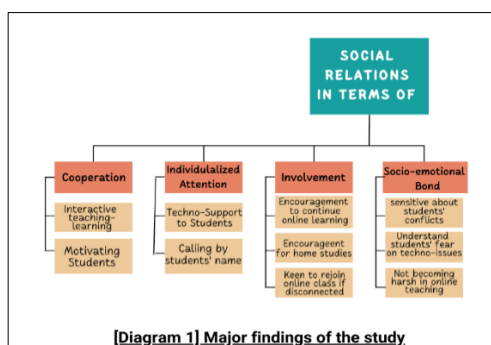 SOCIAL
RELATIONS
IN TERMS OF
Cooperation
Interactive
teaching-
learning
Motivating
Students
Individulalized
Attention
Techno-Support
to Students
Caliing by
students' name
Involvement
Encouragement
to continue
online learning
Encourageent
for home studies
Keen to rejoin
online class if
disconnected
Socio-emotional
Bond
sensitive about
students'
conflicts
Understand
students' fear
on techno-issues
Not becoming
harsh in online
teaching
[Diagram 1] Major findings of the study